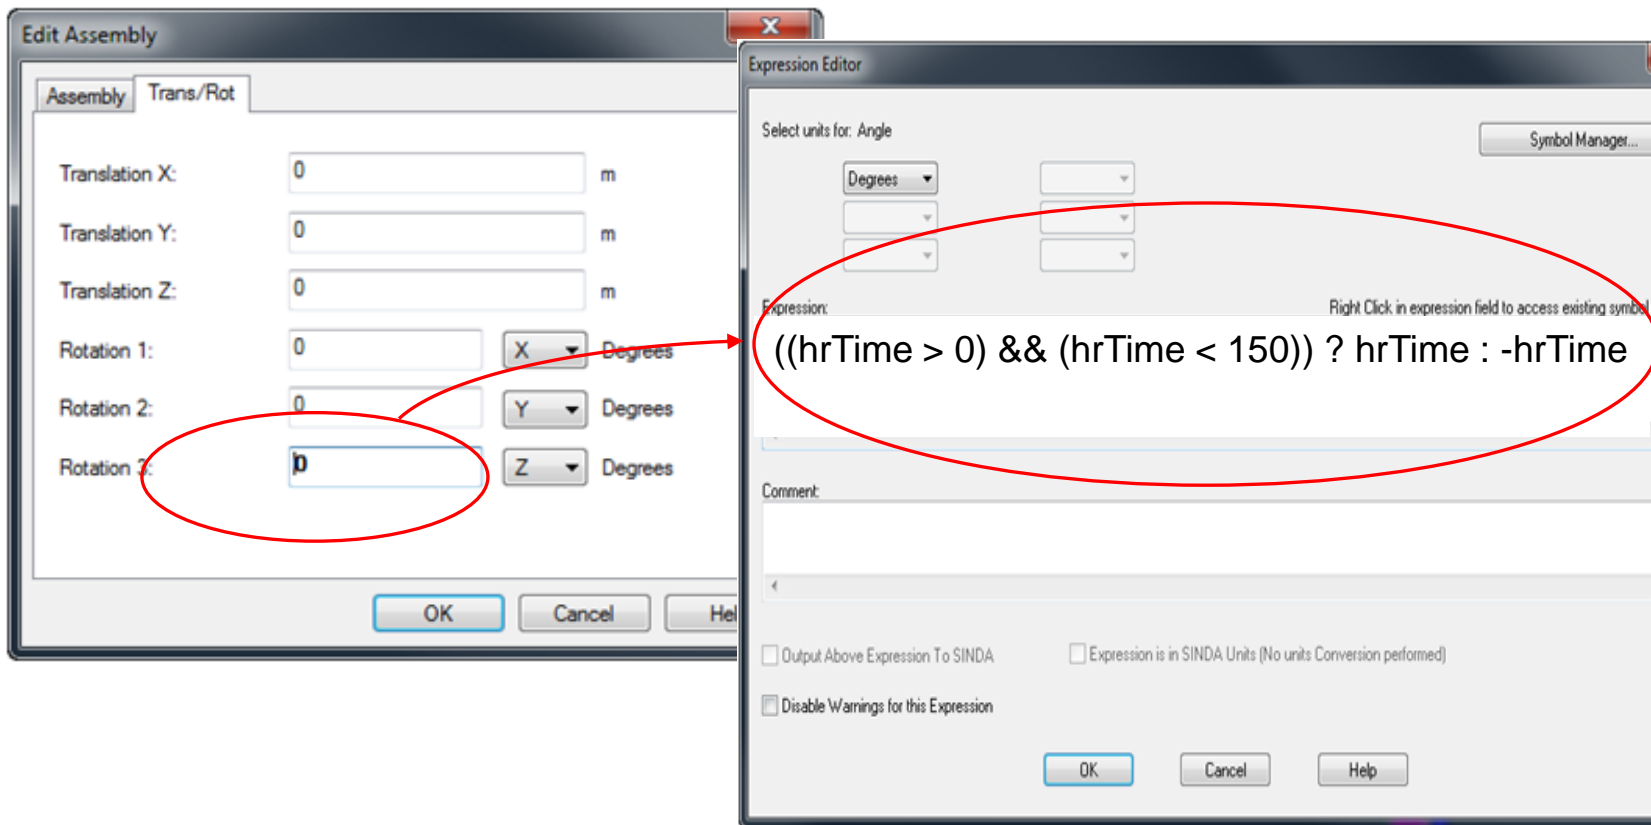 Edit Assembly
Assembly Trans/Rot
Translation X: 0 m
Translation Y: 0 m
Translation Z: 0 m
Rotation 1: 0 X Degrees
Rotation 2: 0 Y Degrees
Rotation 3: 0 Z Degrees
OK Cancel
Expression Editor
Select units for: Angle
Symbol Manager...
Degrees
Expression: Right Click in expression field to access existing symbol
((hrTime > 0) && (hrTime < 150)) ? hrTime : -hrTime
Comment:
Output Above Expression To SINDA Expression is in SINDA Units (No units Conversion performed)
Disable Warnings for this Expression
OK Cancel Help